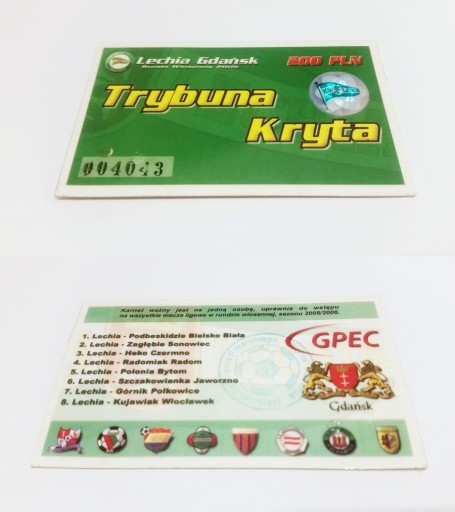 Lechia Gdańsk
Runda Wiosenna 2006
200 PLN
Trybuna
Kryta
004043
Karnet ważny jest na jedną osobę, uprawnia do wstępu
na wszystkie mecze ligowe w rundzie wiosennej, sezonu 2005/2006.
1. Lechia - Podbeskidzie Bielsko Biała
2. Lechia - Zagłębie Sonowiec
3. Lechia - Heko Czermno
4. Lechia - Radomiak Radom
5. Lechia - Polonia Bytom
6. Lechia - Szczakowianka Jaworzno
7. Lechia - Górnik Polkowice
8. Lechia - Kujawiak Włocławek
GPEC
Gdańsk